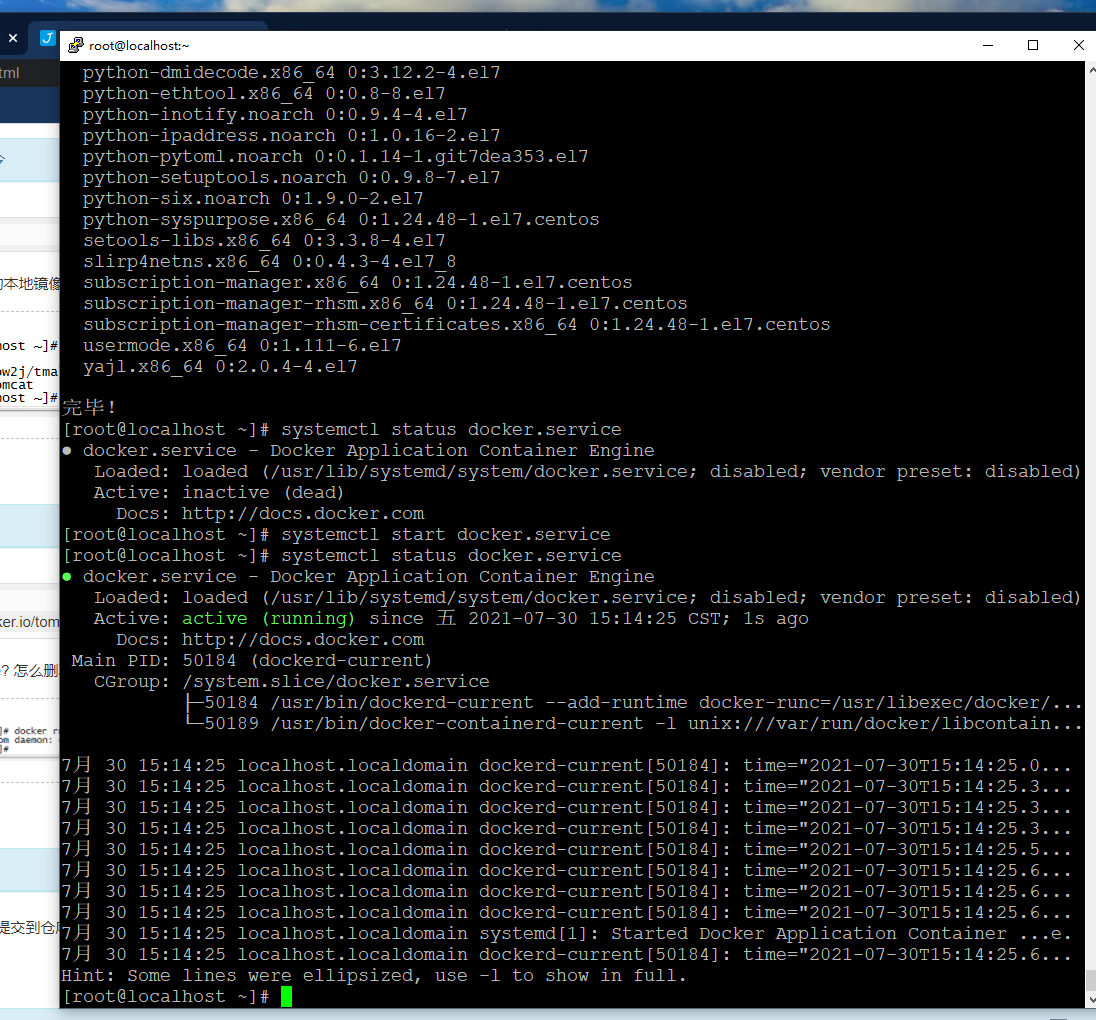 root@localhost:~
tml
python-dmidecode.x86_64 0:3.12.2-4.el7
python-ethtool.x86_64 0:0.8-8.el7
python-inotify.noarch 0:0.9.4-4.el7
python-ipaddress.noarch 0:1.0.16-2.el7
python-pytoml.noarch 0:0.1.14-1.git7dea353.el7
python-setuptools.noarch 0:0.9.8-7.el7
python-six.noarch 0:1.9.0-2.el7
python-syspurpose.x86_64 0:1.24.48-1.el7.centos
setools-libs.x86_64 0:3.3.8-4.el7
slirp4netns.x86_64 0:0.4.3-4.el7_8
subscription-manager.x86_64 0:1.24.48-1.el7.centos
subscription-manager-rhsm.x86_64 0:1.24.48-1.el7.centos
subscription-manager-rhsm-certificates.x86_64 0:1.24.48-1.el7.centos
usermode.x86_64 0:1.111-6.el7
yajl.x86_64 0:2.0.4-4.el7
完毕！
[root@localhost ~]# systemctl status docker.service
● docker.service - Docker Application Container Engine
Loaded: loaded (/usr/lib/systemd/system/docker.service; disabled; vendor preset: disabled)
Active: inactive (dead)
Docs: http://docs.docker.com
[root@localhost ~]# systemctl start docker.service
[root@localhost ~]# systemctl status docker.service
● docker.service - Docker Application Container Engine
Loaded: loaded (/usr/lib/systemd/system/docker.service; disabled; vendor preset: disabled)
Active: active (running) since 五 2021-07-30 15:14:25 CST; 1s ago
Docs: http://docs.docker.com
Main PID: 50184 (dockerd-current)
CGroup: /system.slice/docker.service
├─50184 /usr/bin/dockerd-current --add-runtime docker-runc=/usr/libexec/docker/...
└─50189 /usr/bin/docker-containerd-current -l unix:///var/run/docker/libcontain...
7月 30 15:14:25 localhost.localdomain dockerd-current[50184]: time="2021-07-30T15:14:25.0...
7月 30 15:14:25 localhost.localdomain dockerd-current[50184]: time="2021-07-30T15:14:25.3...
7月 30 15:14:25 localhost.localdomain dockerd-current[50184]: time="2021-07-30T15:14:25.3...
7月 30 15:14:25 localhost.localdomain dockerd-current[50184]: time="2021-07-30T15:14:25.3...
7月 30 15:14:25 localhost.localdomain dockerd-current[50184]: time="2021-07-30T15:14:25.5...
7月 30 15:14:25 localhost.localdomain dockerd-current[50184]: time="2021-07-30T15:14:25.6...
7月 30 15:14:25 localhost.localdomain dockerd-current[50184]: time="2021-07-30T15:14:25.6...
7月 30 15:14:25 localhost.localdomain dockerd-current[50184]: time="2021-07-30T15:14:25.6...
7月 30 15:14:25 localhost.localdomain systemd[1]: Started Docker Application Container ...e.
7月 30 15:14:25 localhost.localdomain dockerd-current[50184]: time="2021-07-30T15:14:25.6...
Hint: Some lines were ellipsized, use -l to show in full.
[root@localhost ~]#
本地镜像
ost ~]#
ow2j/tma
omcat
ost ~]#
ker.io/tom
? 怎么删
]# docker r
om daemon:
]#
提交到仓